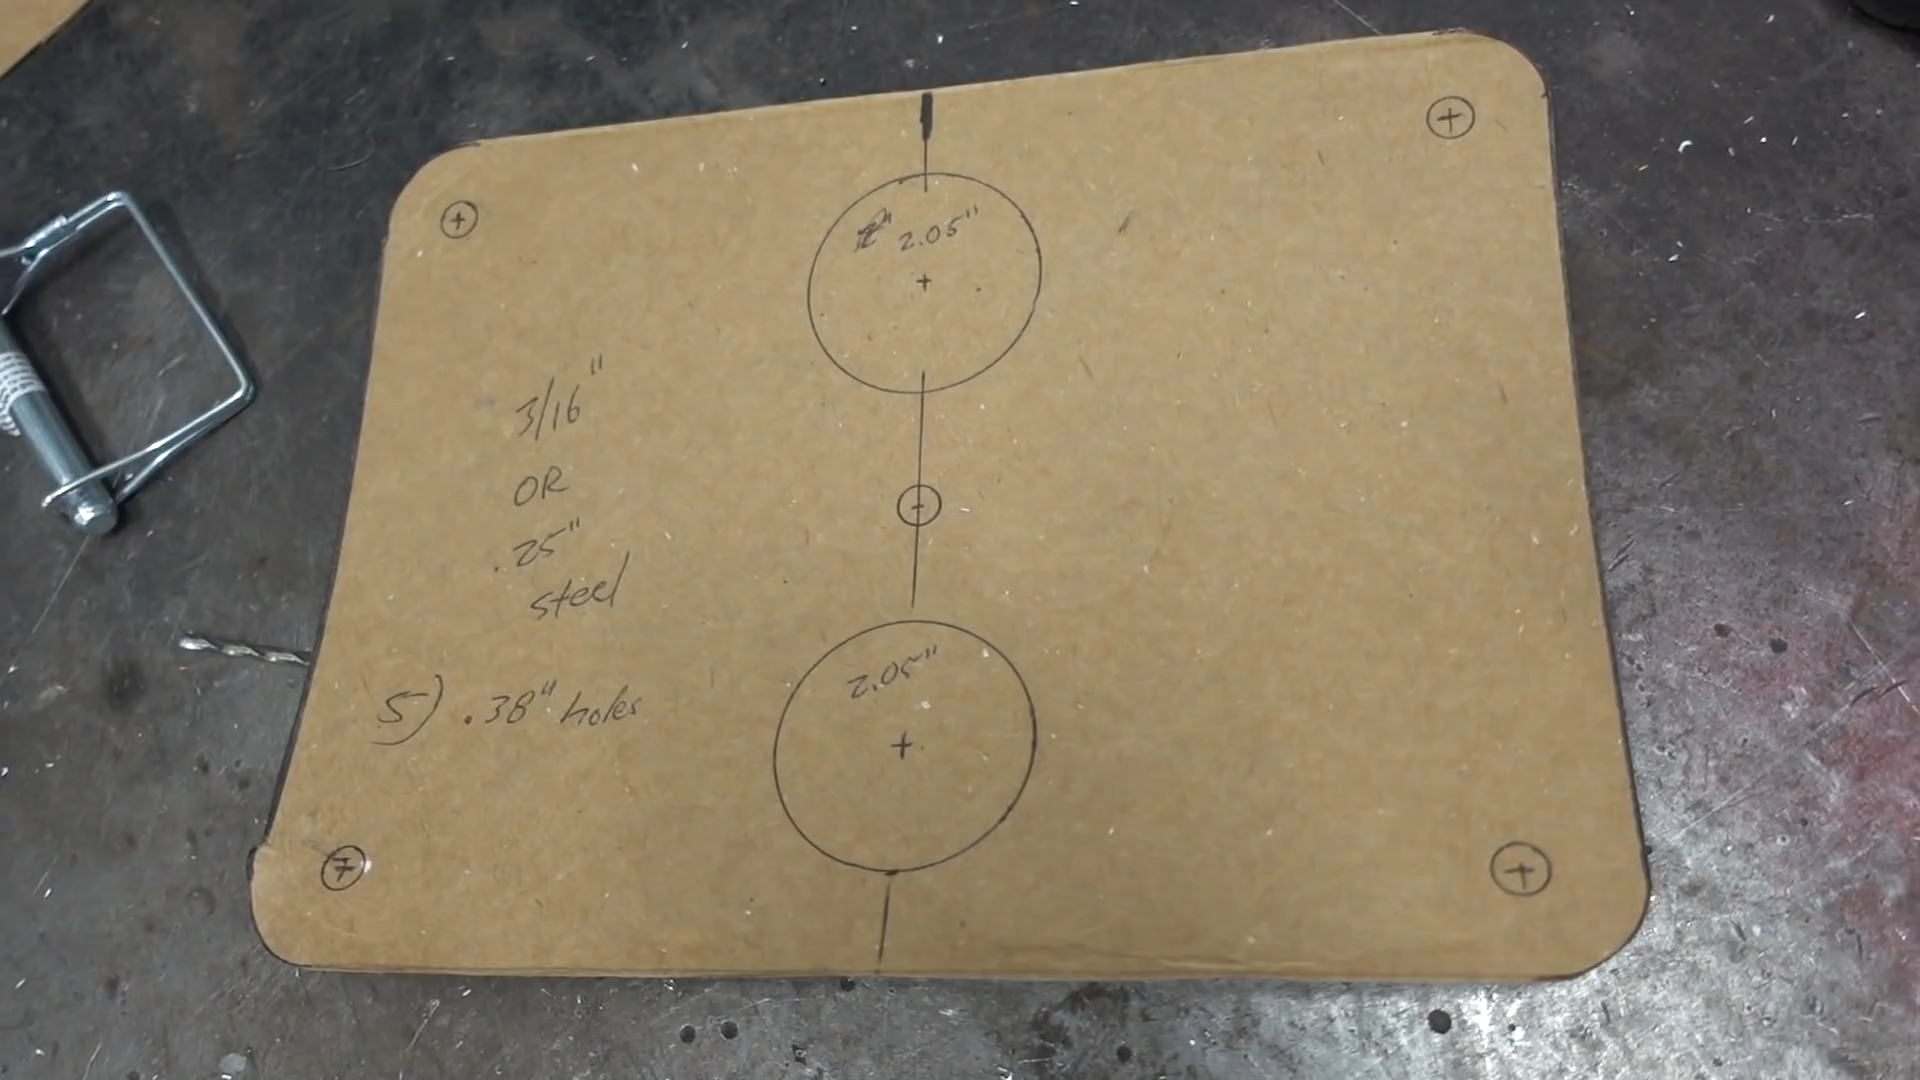 2.05"
3/16"
OR
.25"
steel
2.05"
5) .38" holes